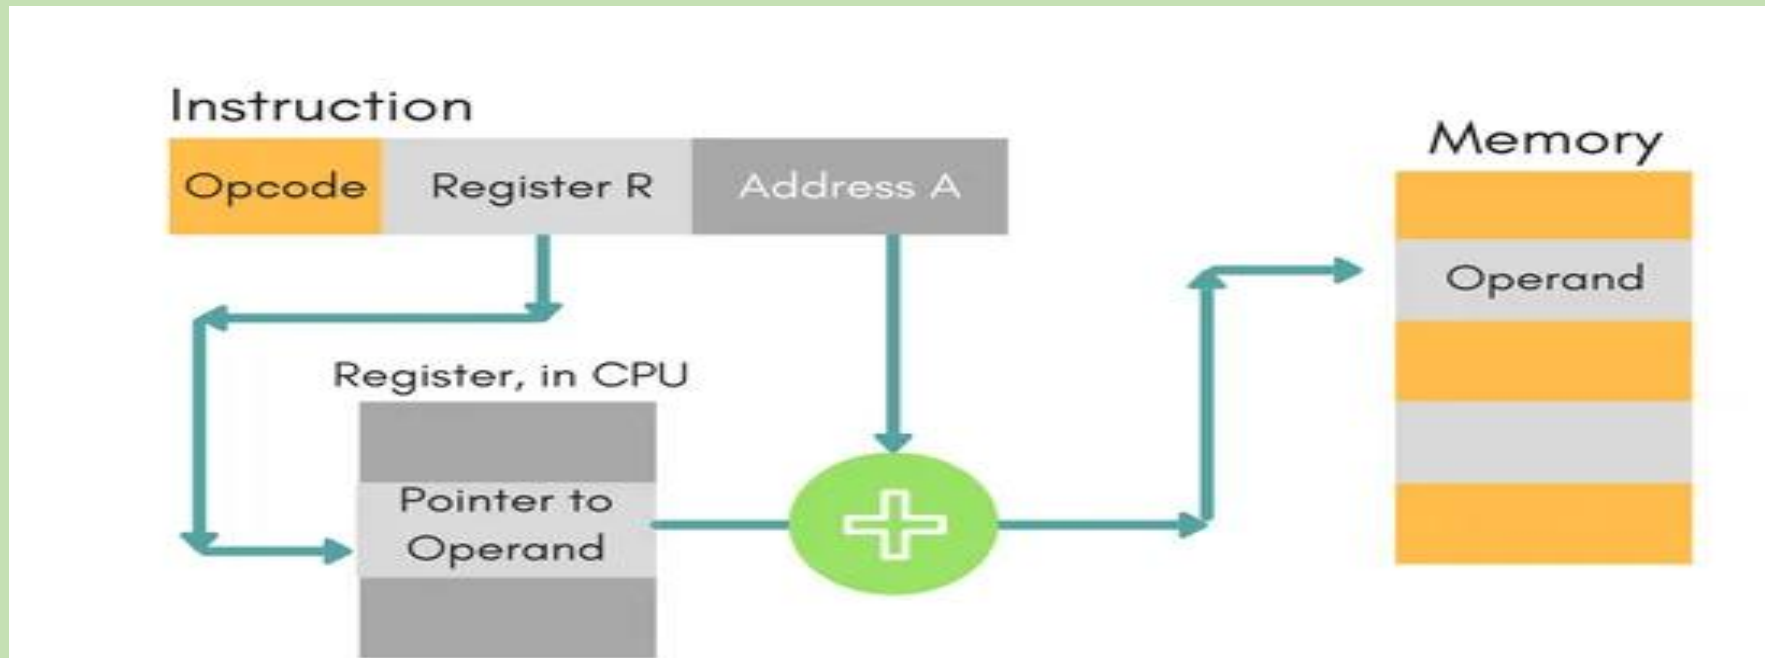 Instruction
Opcode Register R Address A
Memory
Operand
Register, in CPU
Pointer to
Operand